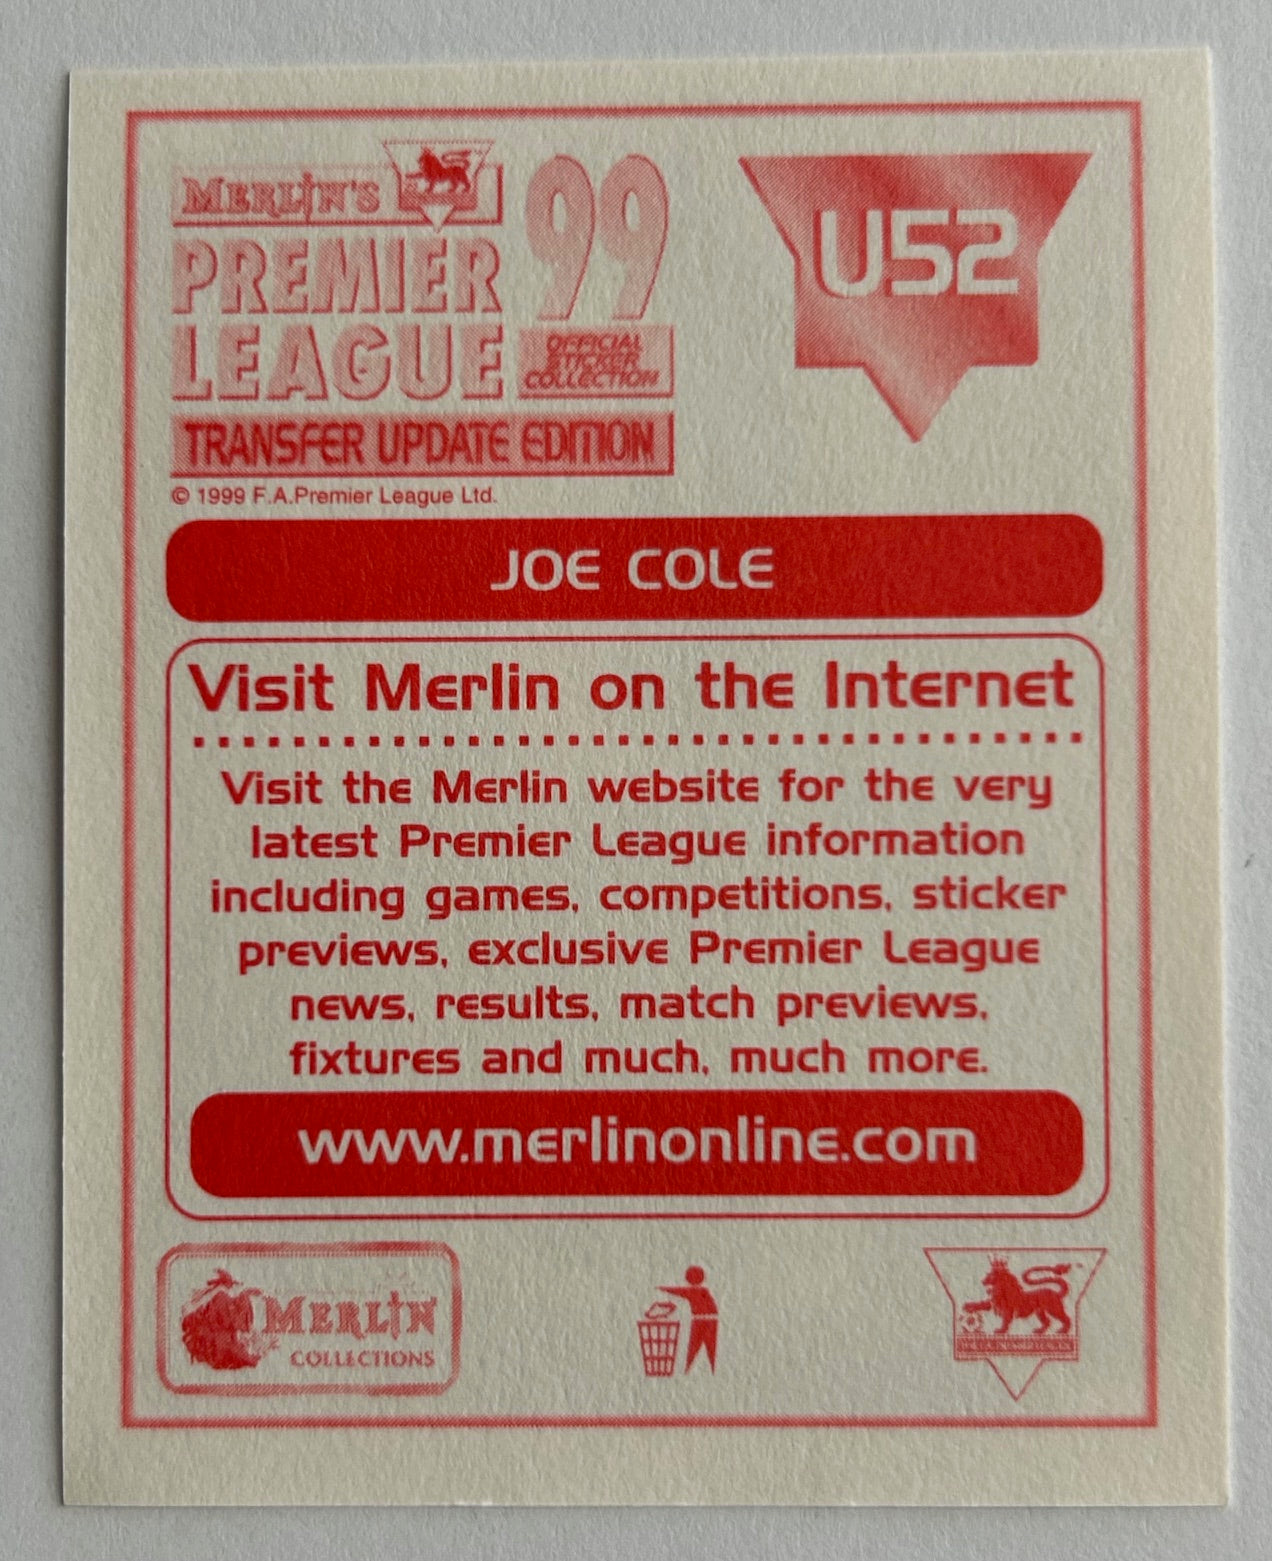 MERLIN'S
PREMIER
LEAGUE
99
OFFICIAL
STICKER
COLLECTION
TRANSFER UPDATE EDITION
© 1999 F.A.Premier League Ltd.
U52
JOE COLE
Visit Merlin on the Internet
Visit the Merlin website for the very
latest Premier League information
including games, competitions, sticker
previews, exclusive Premier League
news, results, match previews,
fixtures and much, much more.
www.merlinonline.com
MERLIN
COLLECTIONS